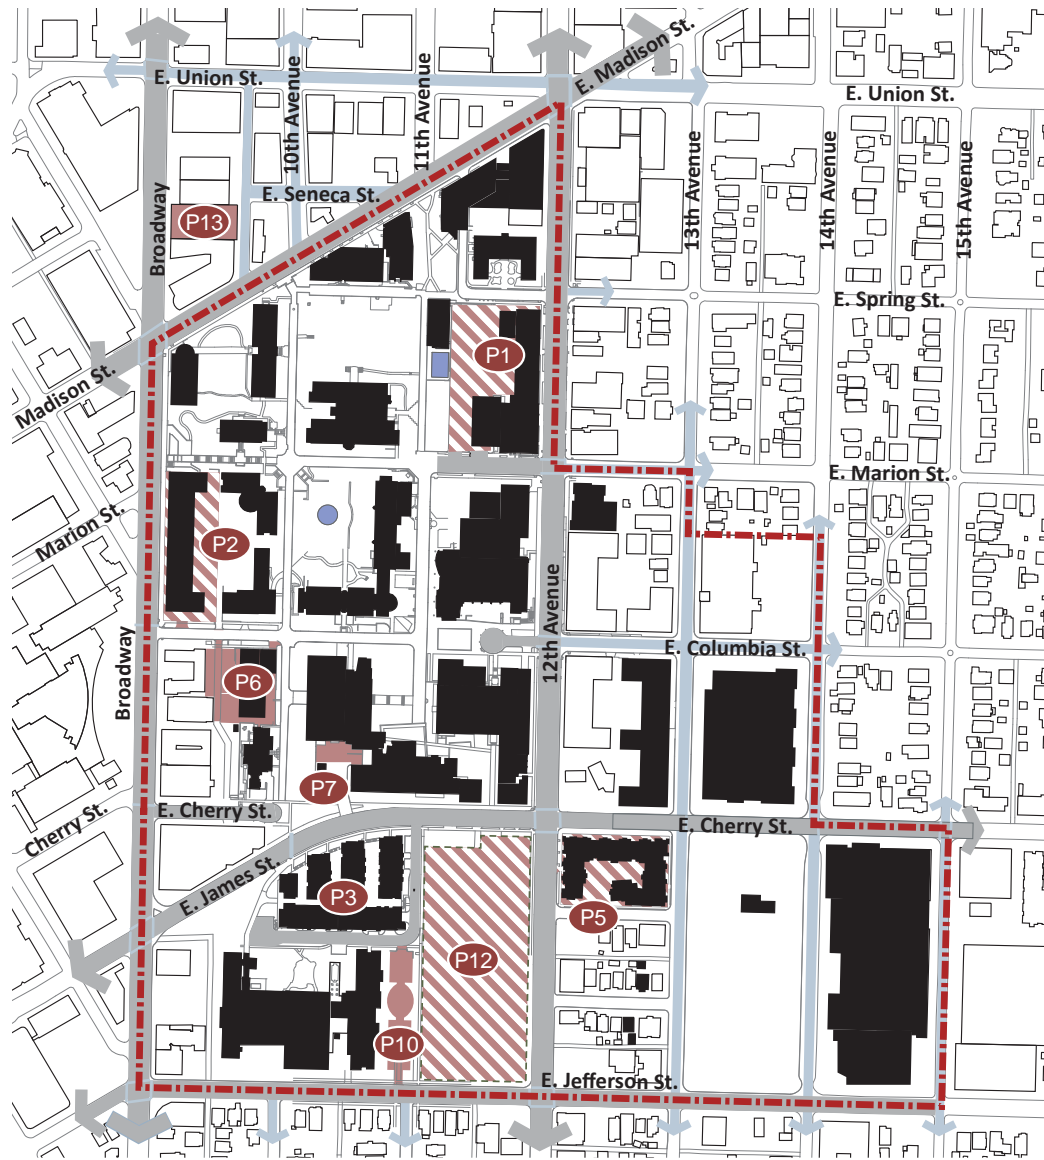 E. Madison St.
E. Union St.
10th Avenue
11th Avenue
E. Union St.
13th Avenue
14th Avenue
15th Avenue
E. Seneca St.
P13
Broadway
E. Spring St.
P1
Madison St.
E. Marion St.
Marion St.
P2
12th Avenue
E. Columbia St.
Broadway
P6
P7
E. Cherry St.
E. Cherry St.
Cherry St.
E. James St.
P3
P5
P12
P10
E. Jefferson St.